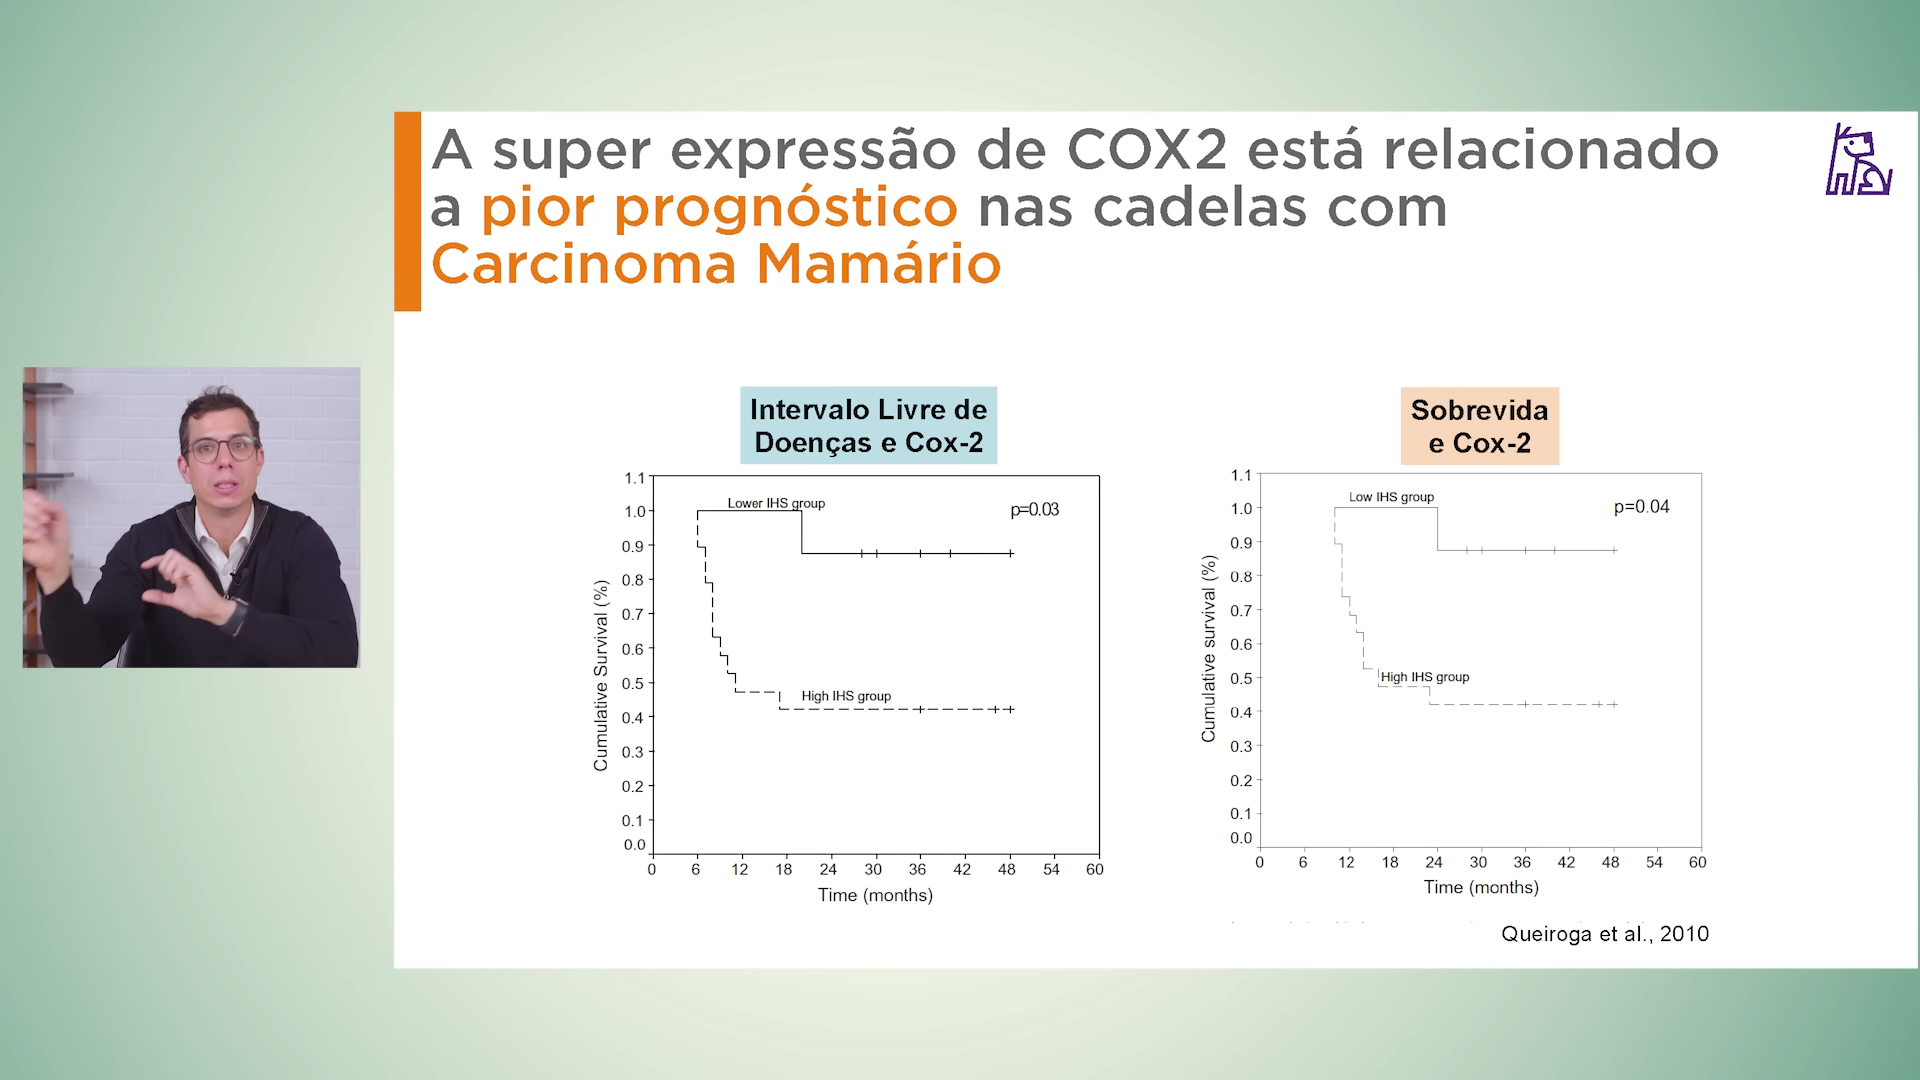 A super expressão de COX2 está relacionado
a pior prognóstico nas cadelas com
Carcinoma Mamário
Intervalo Livre de
Doenças e Cox-2
Cumulative Survival (%)
1.1
1.0
0.9
0.8
0.7
0.6
0.5
0.4
0.3
0.2
0.1
0.0
Lower IHS group
p=0.03
High IHS group
0 6 12 18 24 30 36 42 48 54 60
Time (months)
Sobrevida
e Cox-2
Cumulative survival (%)
1.1
1.0
0.9
0.8
0.7
0.6
0.5
0.4
0.3
0.2
0.1
0.0
Low IHS group
p=0.04
High IHS group
0 6 12 18 24 30 36 42 48 54 60
Time (months)
Queiroga et al., 2010